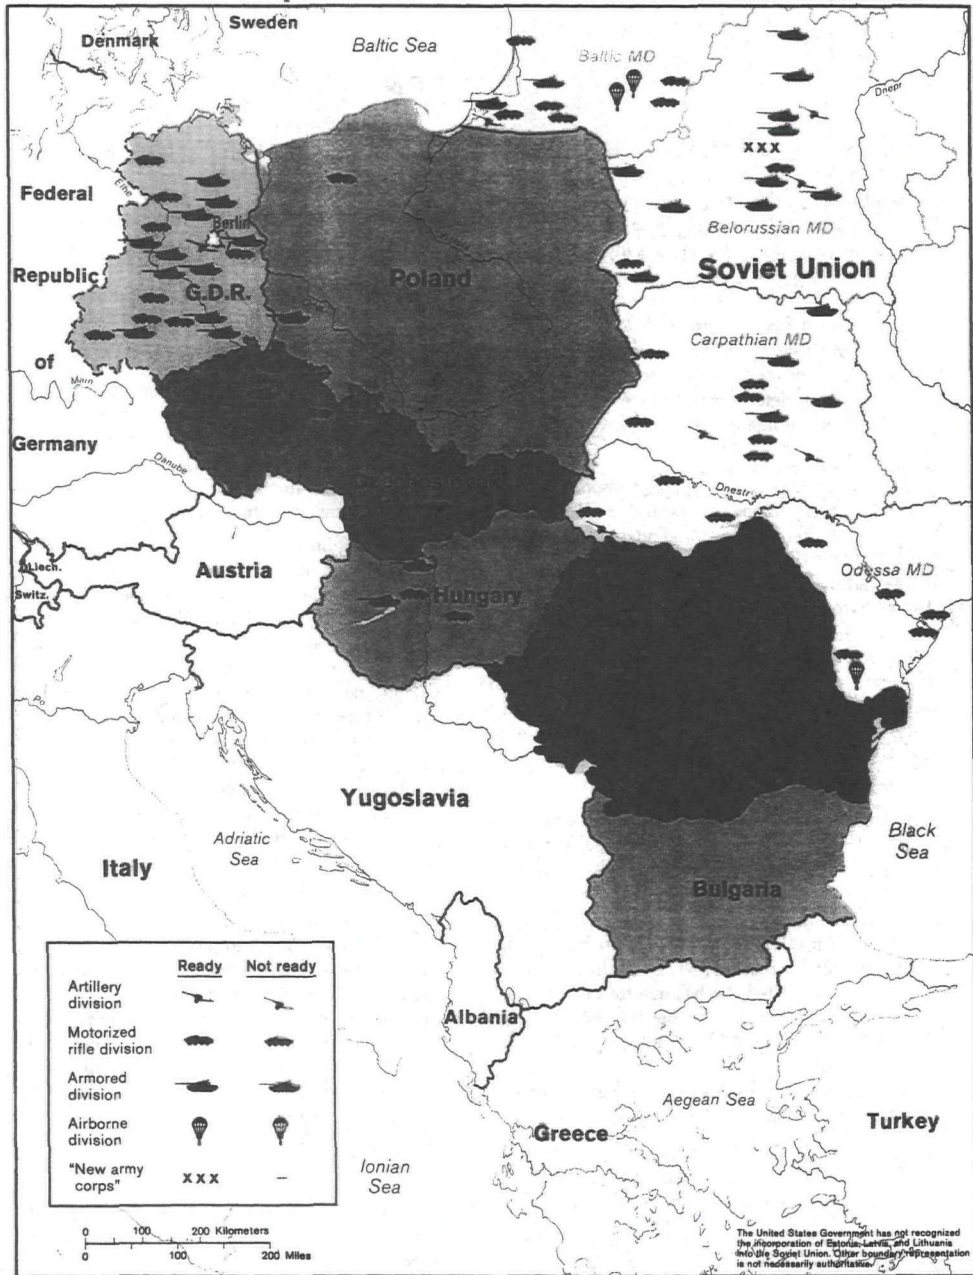 Sweden
Denmark
Baltic Sea
Baltic MD
Dnepr
Federal
Elbe
Berlin
Belorussian MD
Republic
G.D.R.
Poland
Soviet Union
Carpathian MD
of
Main
Germany
Danube
Dnestr
Austria
Liech.
Switz.
Hungary
Odessa MD
Po
Yugoslavia
Adriatic
Sea
Black
Sea
Italy
Bulgaria
Ready Not ready
Artillery
division
Motorized
rifle division
Armored
division
Airborne
division
"New army
corps" xxx –
xxx
Albania
Aegean Sea
Turkey
Greece
Ionian
Sea
0 100 200 Kilometers
0 100 200 Miles
The United States Government has not recognized
the incorporation of Estonia, Latvia, and Lithuania
into the Soviet Union. Other boundary representation
is not necessarily authoritative.